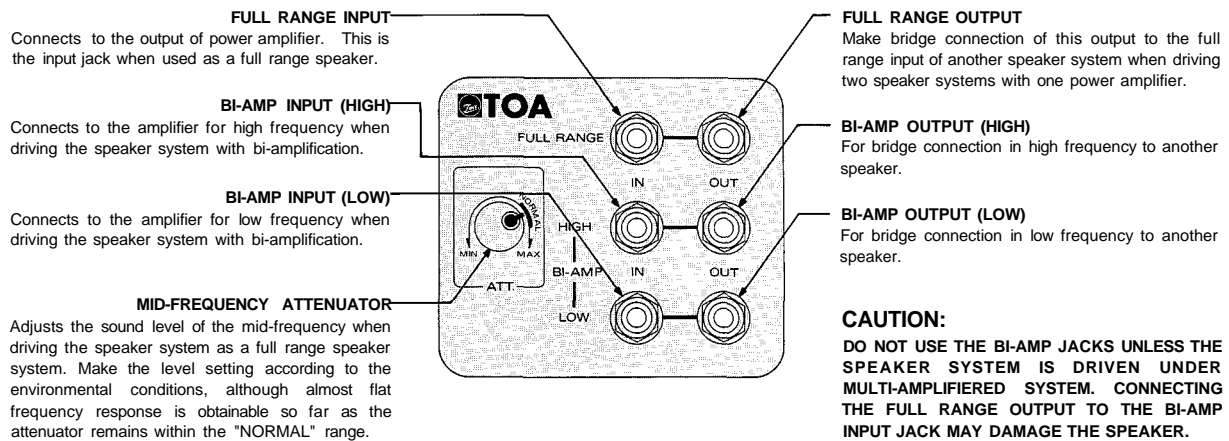 FULL RANGE INPUT
Connects to the output of power amplifier. This is
the input jack when used as a full range speaker.
BI-AMP INPUT (HIGH)
Connects to the amplifier for high frequency when
driving the speaker system with bi-amplification.
BI-AMP INPUT (LOW)
Connects to the amplifier for low frequency when
driving the speaker system with bi-amplification.
MID-FREQUENCY ATTENUATOR
Adjusts the sound level of the mid-frequency when
driving the speaker system as a full range speaker
system. Make the level setting according to the
environmental conditions, although almost flat
frequency response is obtainable so far as the
attenuator remains within the "NORMAL" range.
TOA
FULL RANGE
IN OUT
NORMAL
MIN MAX
ATT.
HIGH
BI-AMP
IN OUT
LOW
FULL RANGE OUTPUT
Make bridge connection of this output to the full
range input of another speaker system when driving
two speaker systems with one power amplifier.
BI-AMP OUTPUT (HIGH)
For bridge connection in high frequency to another
speaker.
BI-AMP OUTPUT (LOW)
For bridge connection in low frequency to another
speaker.
CAUTION:
DO NOT USE THE BI-AMP JACKS UNLESS THE
SPEAKER SYSTEM IS DRIVEN UNDER
MULTI-AMPLIFIERED SYSTEM. CONNECTING
THE FULL RANGE OUTPUT TO THE BI-AMP
INPUT JACK MAY DAMAGE THE SPEAKER.